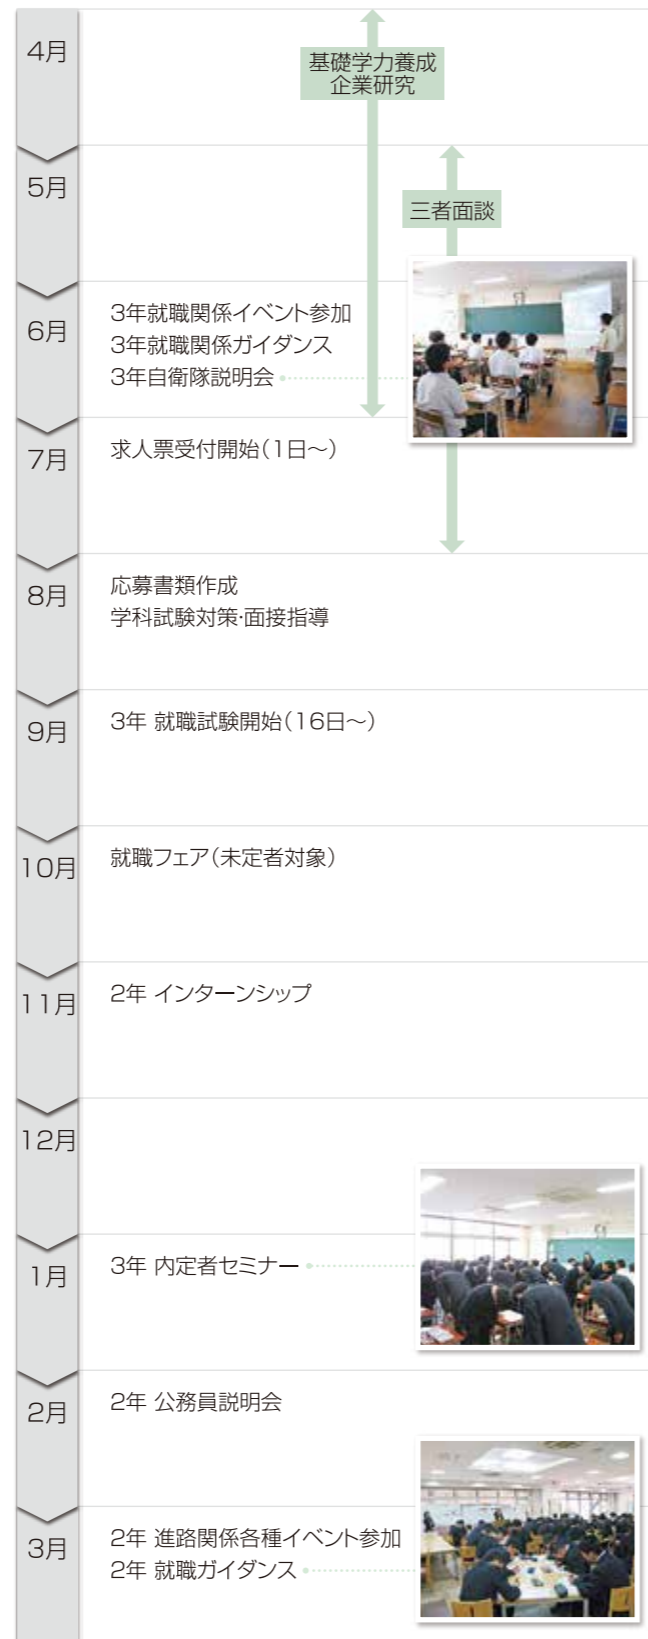 4月
基礎学力養成
企業研究
5月
三者面談
6月
3年就職関係イベント参加
3年就職関係ガイダンス
3年自衛隊説明会
7月
求人票受付開始(1日〜)
8月
応募書類作成
学科試験対策・面接指導
9月
3年 就職試験開始(16日〜)
10月
就職フェア(未定者対象)
11月
2年 インターンシップ
12月
1月
3年 内定者セミナー
2月
2年 公務員説明会
3月
2年 進路関係各種イベント参加
2年 就職ガイダンス